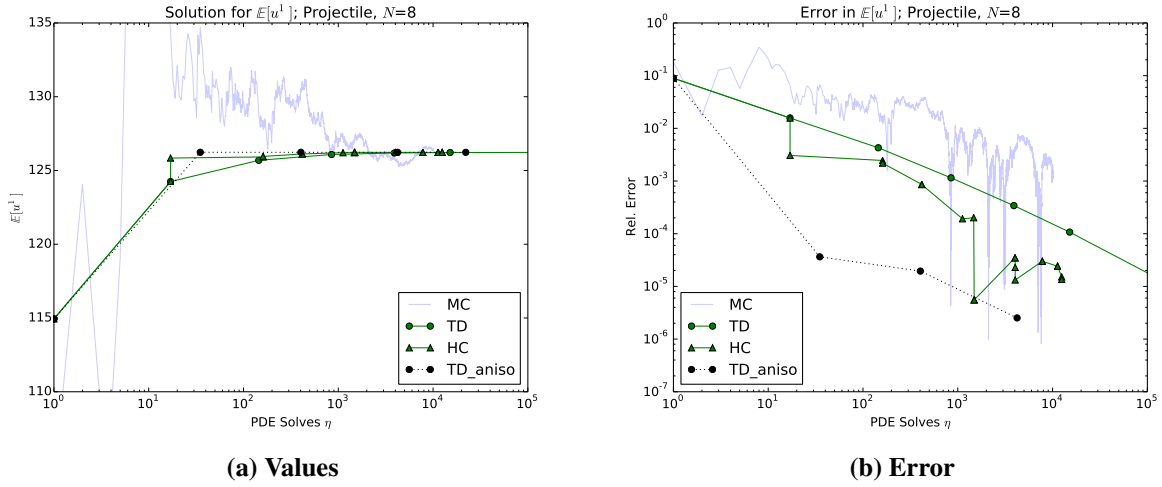 Solution for 𝔼[u¹]; Projectile, N=8
135
130
125
120
115
110
𝔼[u¹]
10⁰
10¹
10²
10³
10⁴
10⁵
PDE Solves η
MC
TD
HC
TD_aniso
(a) Values
Error in 𝔼[u¹]; Projectile, N=8
10⁰
10⁻¹
10⁻²
10⁻³
10⁻⁴
10⁻⁵
10⁻⁶
10⁻⁷
Rel. Error
10⁰
10¹
10²
10³
10⁴
10⁵
PDE Solves η
MC
TD
HC
TD_aniso
(b) Error